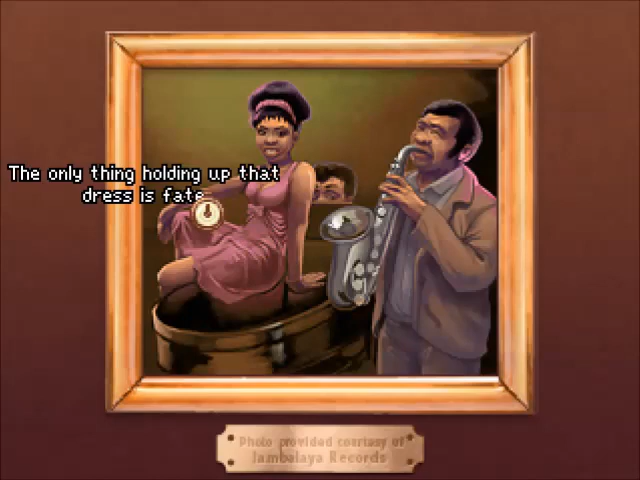 The only thing holding up that
dress is fate
Photo provided courtesy of
Jambalaya Records